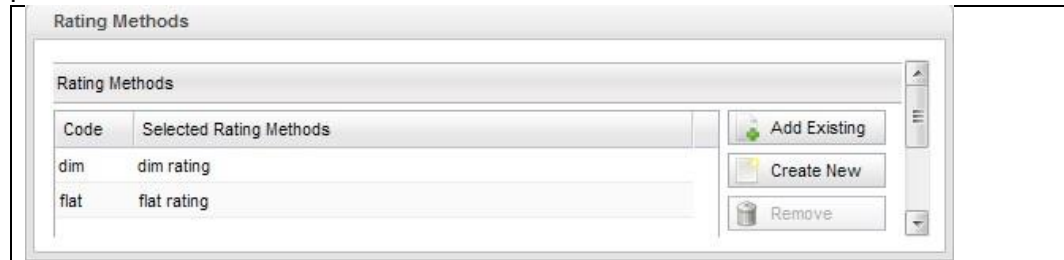 Rating Methods
Rating Methods
Code Selected Rating Methods
Add Existing
dim dim rating
Create New
flat flat rating
Remove